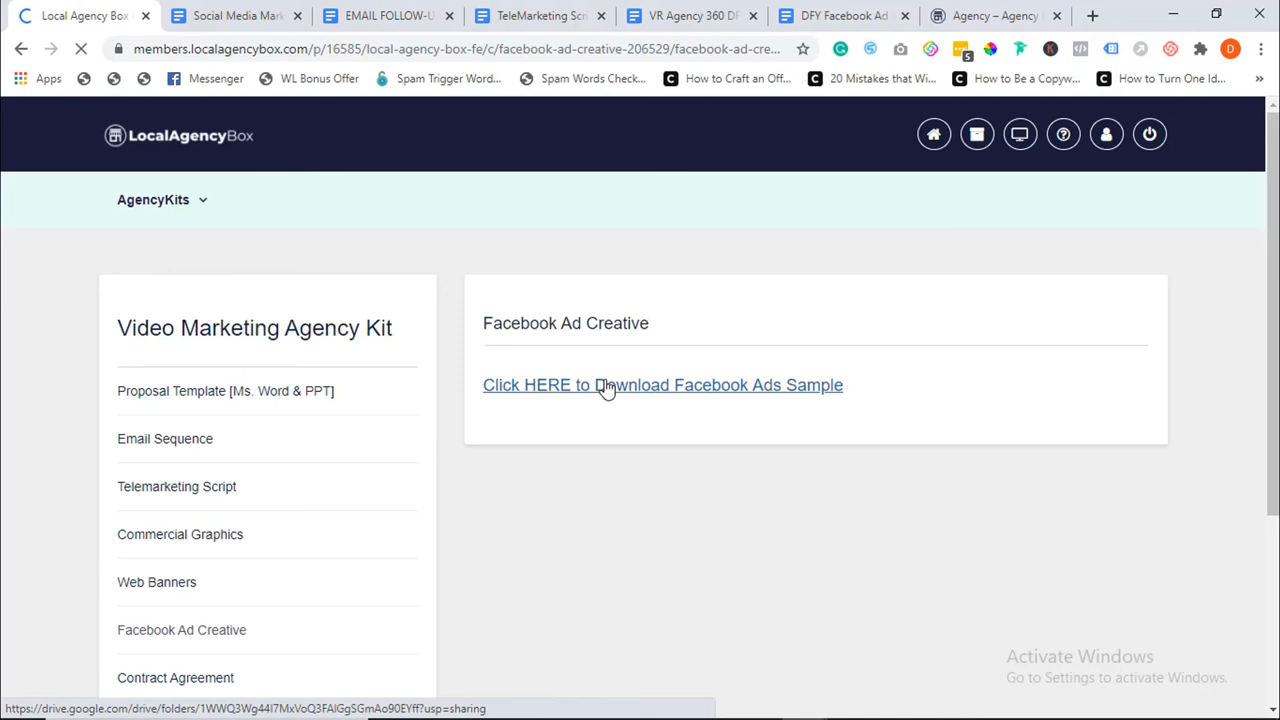 Local Agency Box
Social Media Mark
EMAIL FOLLOW-U
TeleMarketing Scri
VR Agency 360 DF
DFY Facebook Ad
Agency – Agency
members.localagencybox.com/p/16585/local-agency-box-fe/c/facebook-ad-creative-206529/facebook-ad-cre...
5
D
Apps
Messenger
WL Bonus Offer
Spam Trigger Word...
Spam Words Check...
How to Craft an Off...
20 Mistakes that Wi...
How to Be a Copyw...
How to Turn One Id...
»
LocalAgencyBox
AgencyKits
Video Marketing Agency Kit
Proposal Template [Ms. Word & PPT]
Email Sequence
Telemarketing Script
Commercial Graphics
Web Banners
Facebook Ad Creative
Contract Agreement
Facebook Ad Creative
Click HERE to Download Facebook Ads Sample
Activate Windows
Go to Settings to activate Windows.
https://drive.google.com/drive/folders/1WWQ3Wg44I7MxVoQ3FAlGgSGmAo90EYff?usp=sharing